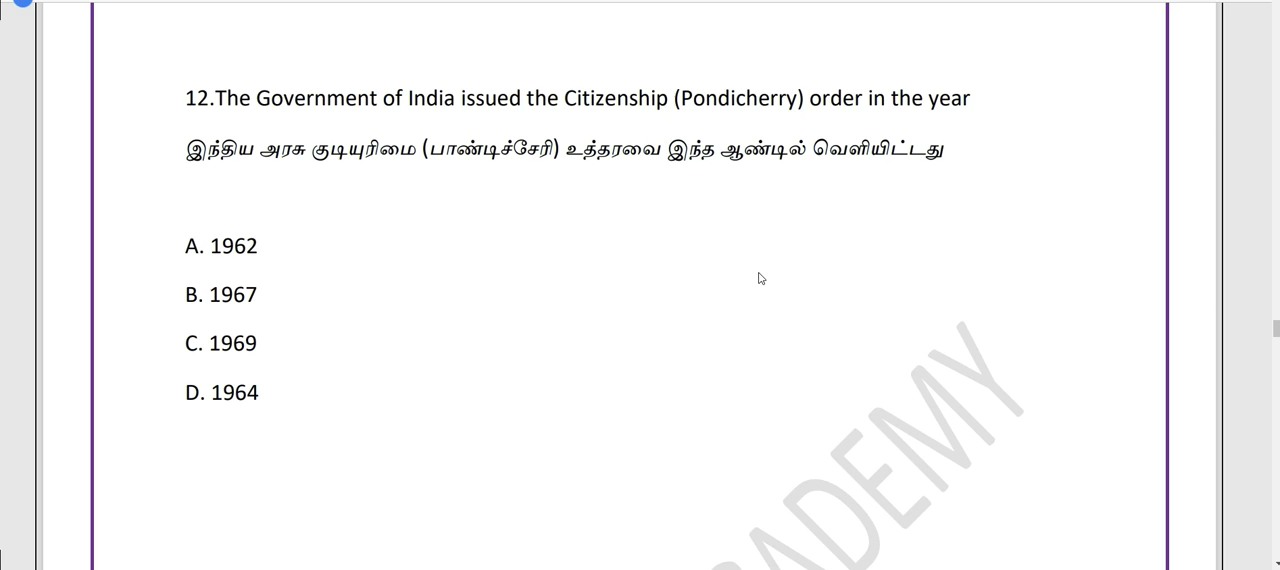 12.The Government of India issued the Citizenship (Pondicherry) order in the year
இந்திய அரசு குடியுரிமை (பாண்டிச்சேரி) உத்தரவை இந்த ஆண்டில் வெளியிட்டது
A. 1962
B. 1967
C. 1969
D. 1964